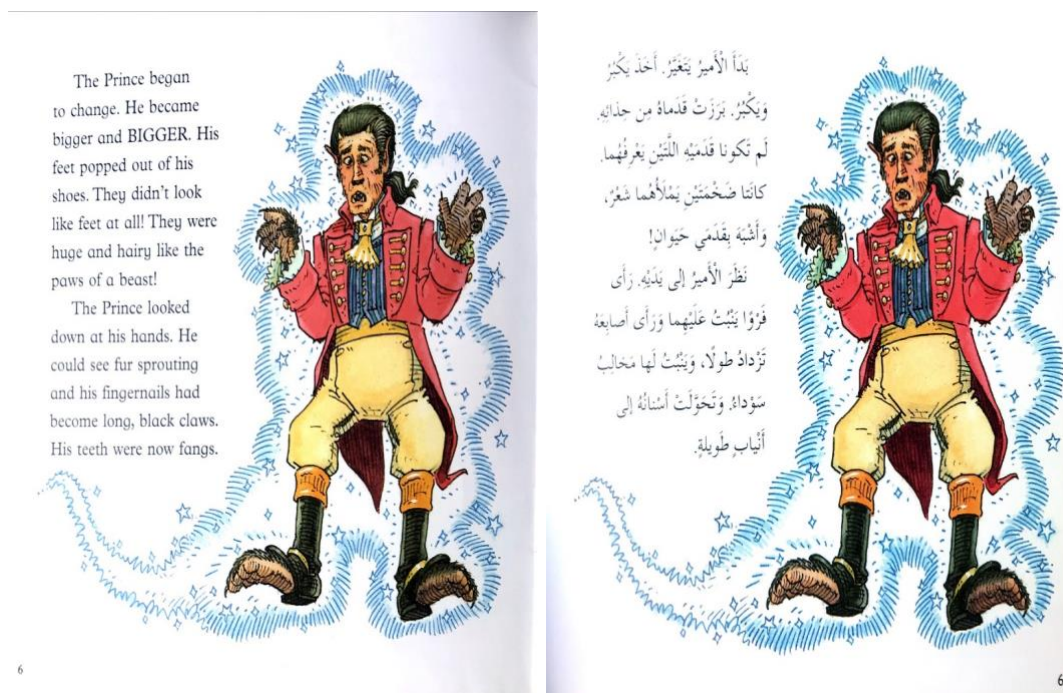 The Prince began
to change. He became
bigger and BIGGER. His
feet popped out of his
shoes. They didn't look
like feet at all! They were
huge and hairy like the
paws of a beast!
The Prince looked
down at his hands. He
could see fur sprouting
and his fingernails had
become long, black claws.
His teeth were now fangs.
6
بَدَأَ الْأَميرُ يَتَغَيَّرُ. أَخَذَ يَكْبُرُ
وَيَكْبُرُ. بَرَزَتْ قَدَماهُ مِن حِذائِهِ.
لَم تَكونا قَدَمَيْهِ اللَّتَيْنِ يَعْرِفُهُما.
كانَتا ضَخْمَتَيْنِ يَمْلَأُهُما شَعْرٌ،
وَأَشْبَهَ بِقَدَمَي حَيَوانٍ!
نَظَرَ الْأَميرُ إلى يَدَيْهِ. رَأى
فَرْوًا يَنْبُتُ عَلَيْهِما وَرَأى أَصابِعَهُ
تَزْدادُ طولًا، وَيَنْبُتُ لَها مَخالِبُ
سَوْداءُ. وَتَحَوَّلَتْ أَسْنانُهُ إلى
أَنْيابٍ طَويلةٍ.